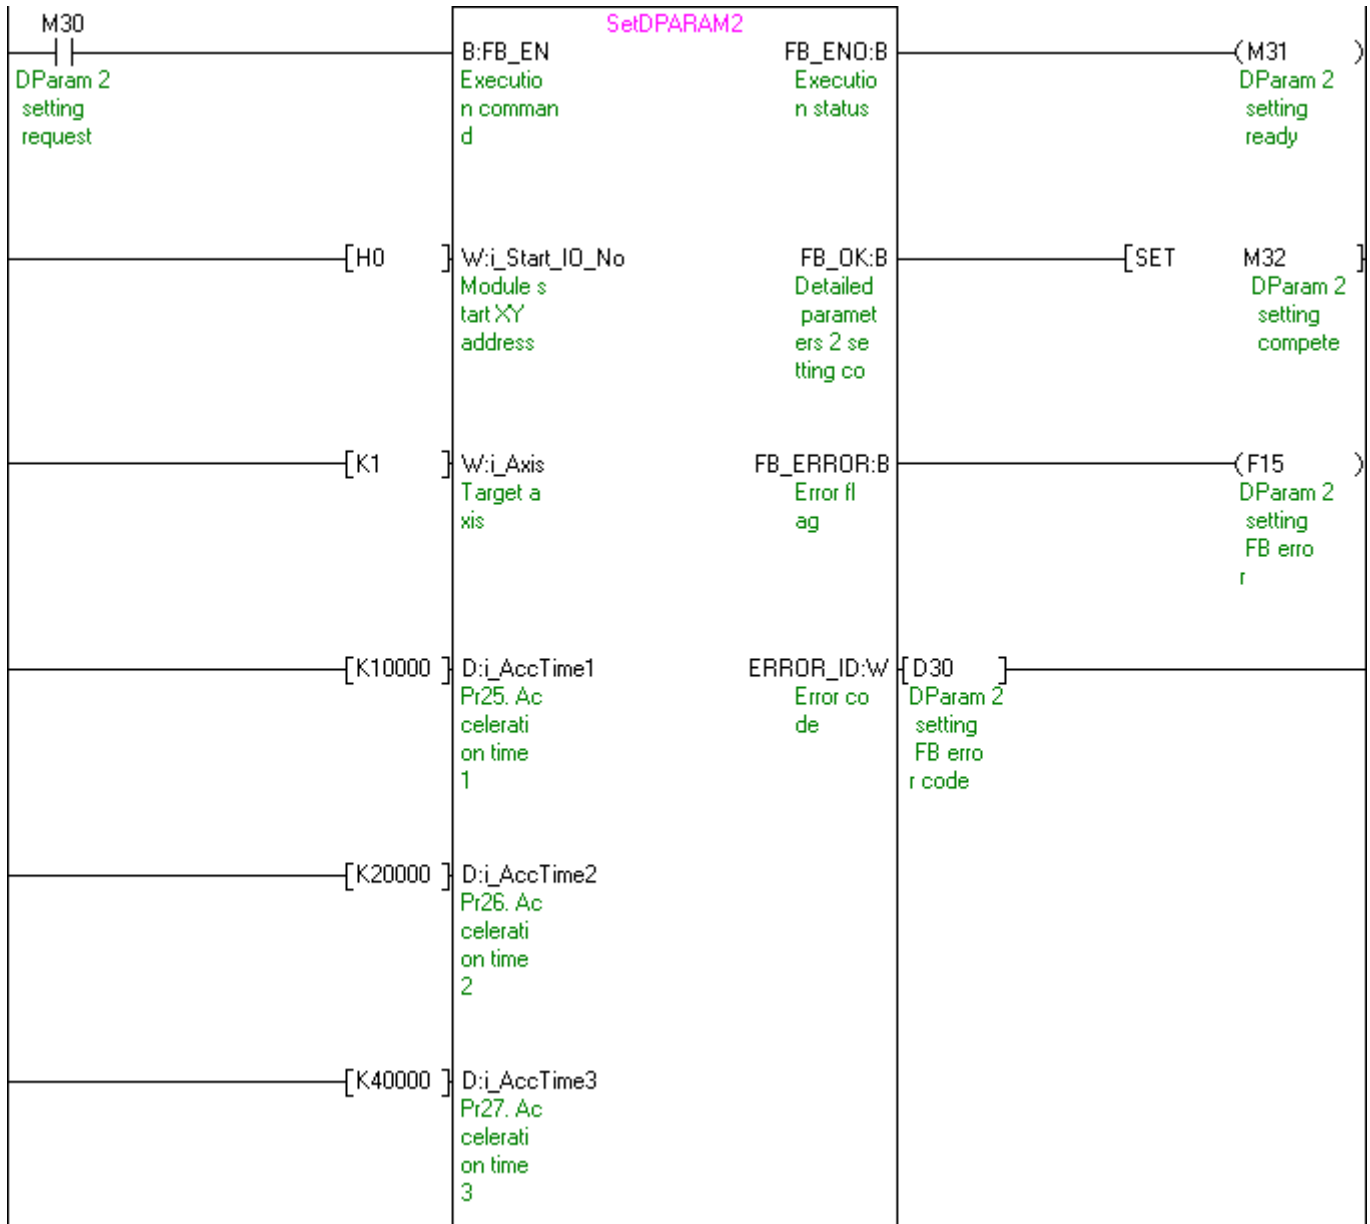 M30
SetDPARAM2
B:FB_EN
FB_ENO:B
(M31 )
DParam 2
setting
request
Executio
n comman
d
Executio
n status
DParam 2
setting
ready
[H0 ]
W:i_Start_IO_No
Module s
tart XY
address
FB_OK:B
Detailed
paramet
ers 2 se
tting co
[SET M32 ]
DParam 2
setting
compete
[K1 ]
W:i_Axis
Target a
xis
FB_ERROR:B
Error fl
ag
(F15 )
DParam 2
setting
FB erro
r
[K10000 ]
D:i_AccTime1
Pr25. Ac
celerati
on time
1
ERROR_ID:W
Error co
de
[D30 ]
DParam 2
setting
FB erro
r code
[K20000 ]
D:i_AccTime2
Pr26. Ac
celerati
on time
2
[K40000 ]
D:i_AccTime3
Pr27. Ac
celerati
on time
3